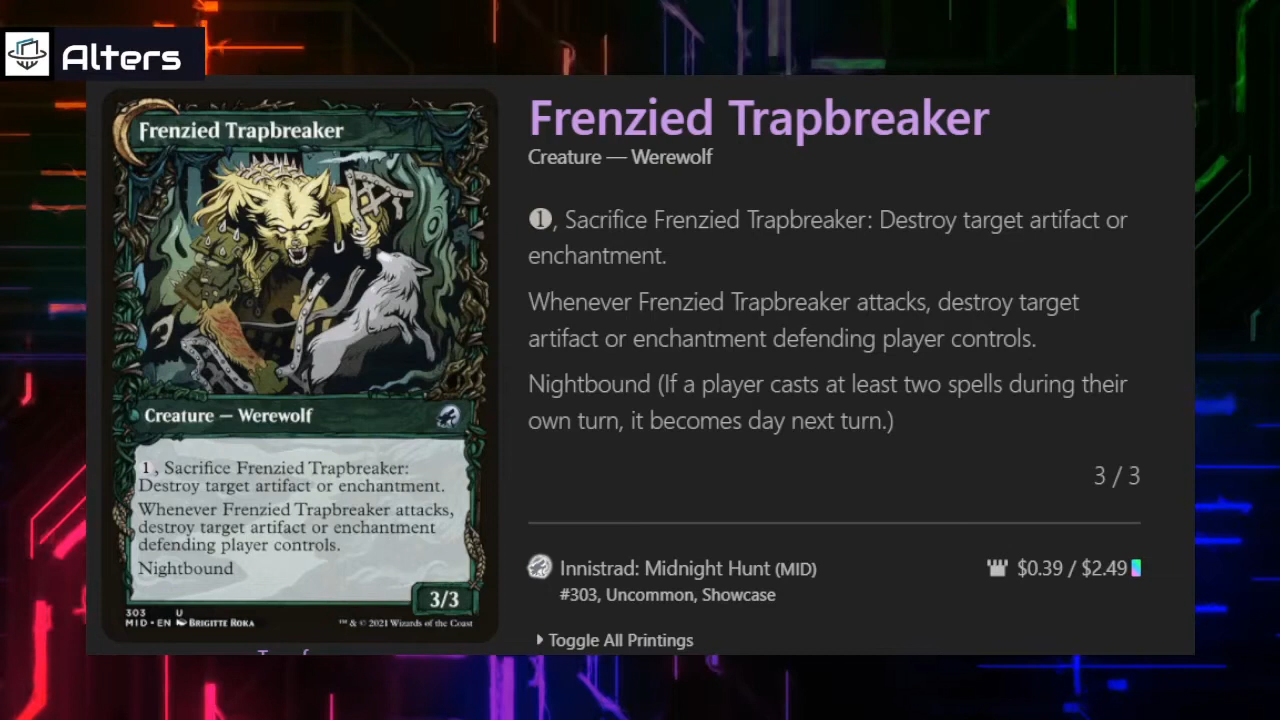 Alters
Frenzied Trapbreaker
Creature — Werewolf
1, Sacrifice Frenzied Trapbreaker:
Destroy target artifact or enchantment.
Whenever Frenzied Trapbreaker attacks,
destroy target artifact or enchantment
defending player controls.
Nightbound
3/3
303 U
MID • EN BRIGITTE ROKA
™ & © 2021 Wizards of the Coast
Frenzied Trapbreaker
Creature — Werewolf
1, Sacrifice Frenzied Trapbreaker: Destroy target artifact or
enchantment.
Whenever Frenzied Trapbreaker attacks, destroy target
artifact or enchantment defending player controls.
Nightbound (If a player casts at least two spells during their
own turn, it becomes day next turn.)
3 / 3
Innistrad: Midnight Hunt (MID)
#303, Uncommon, Showcase
$0.39 / $2.49
Toggle All Printings